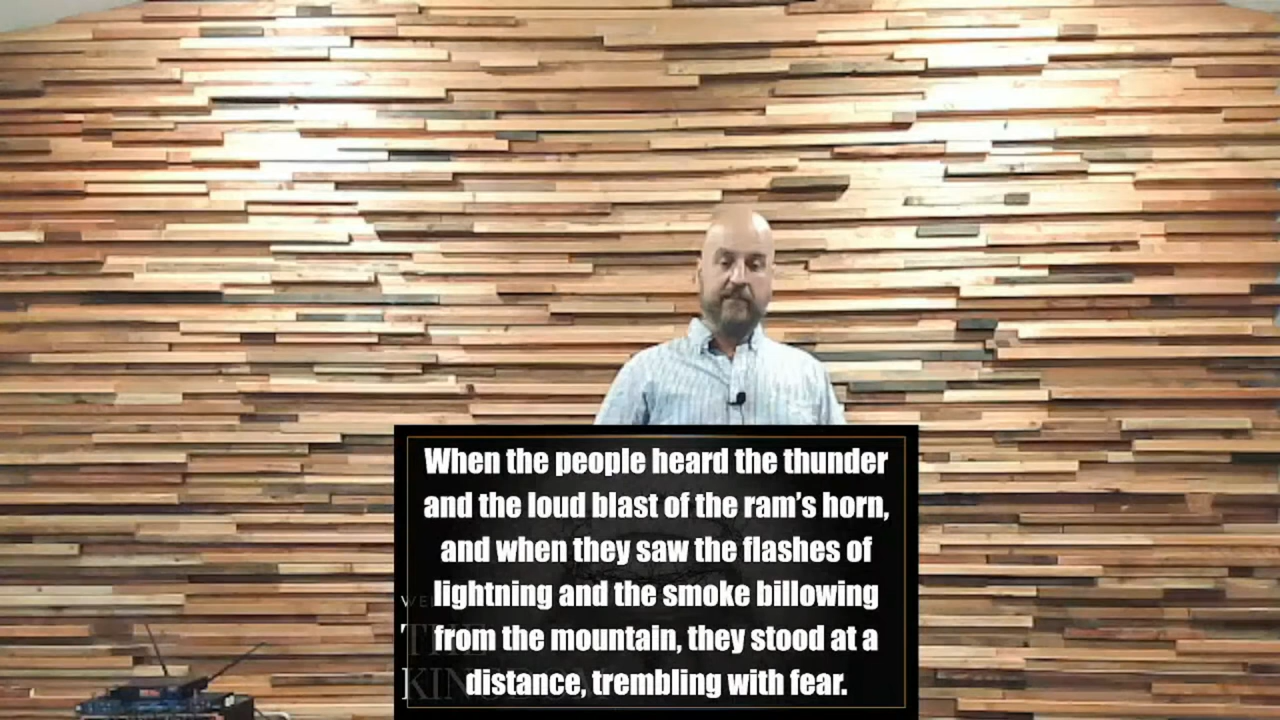 When the people heard the thunder
and the loud blast of the ram's horn,
and when they saw the flashes of
lightning and the smoke billowing
from the mountain, they stood at a
distance, trembling with fear.
THE